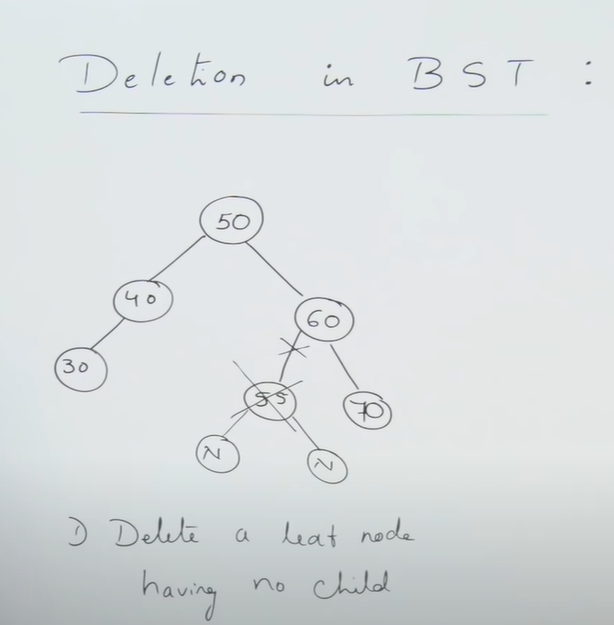 Deletion in BST :
50
40
60
30
55
70
N
N
1) Delete a leaf node
having no child